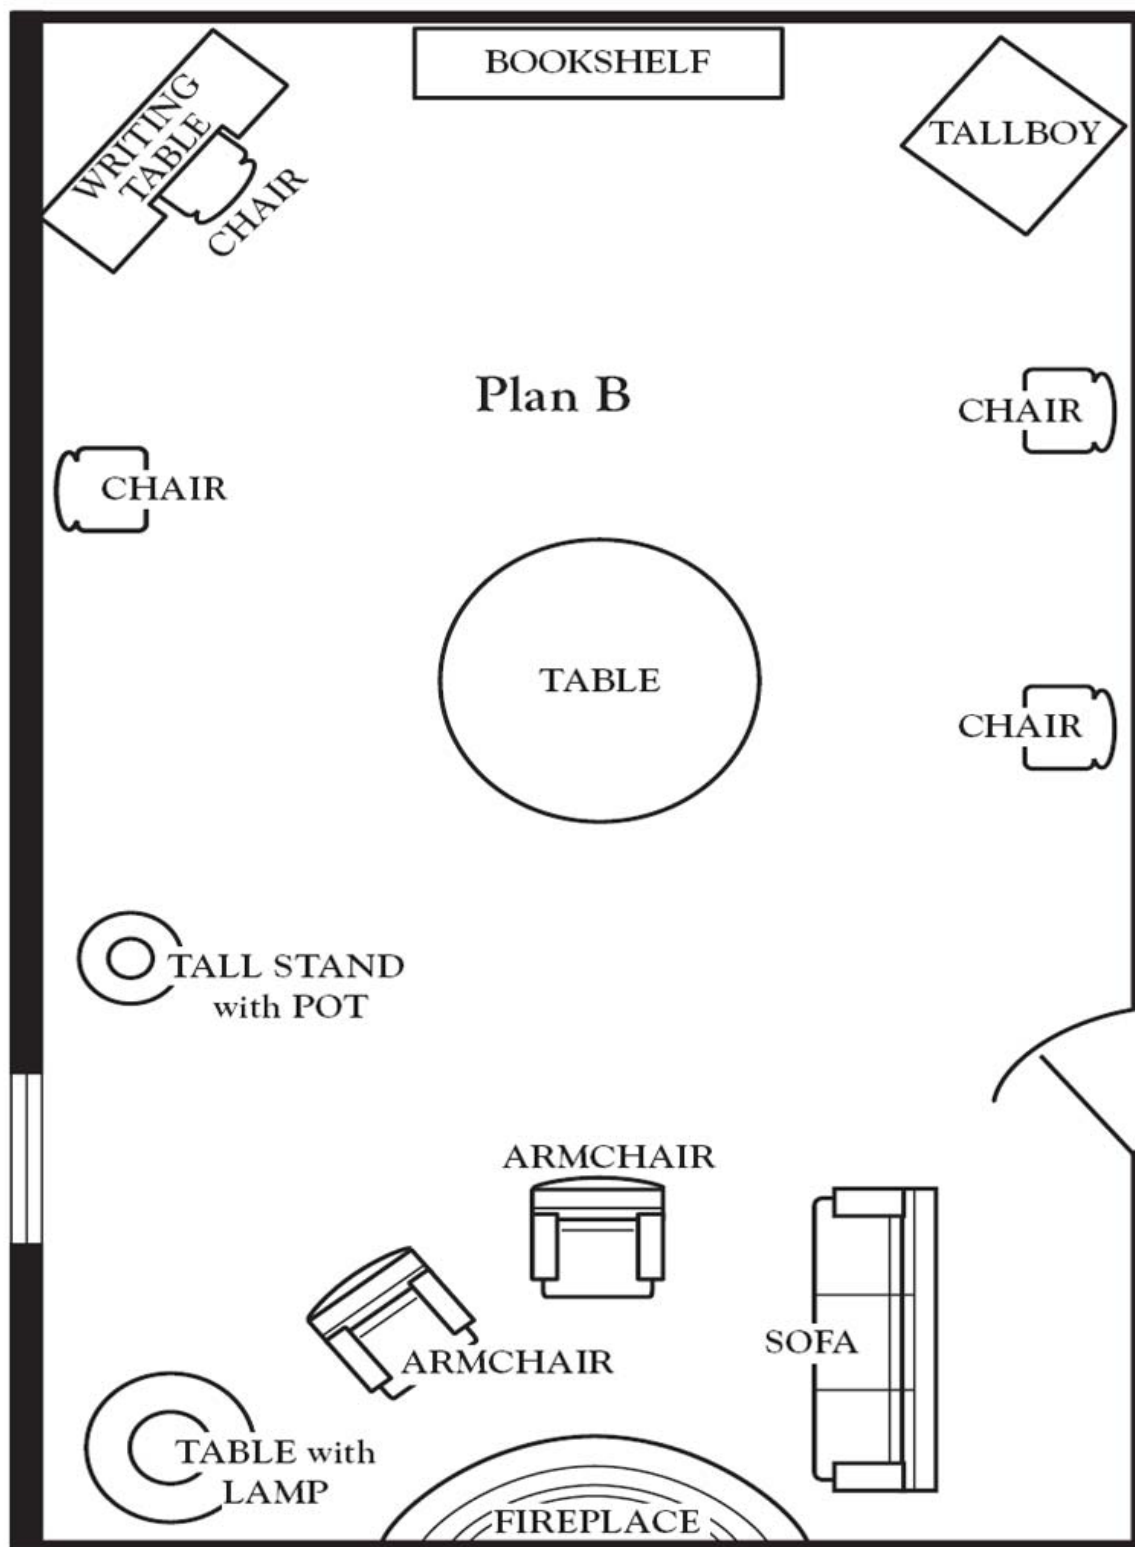 BOOKSHELF
WRITING
TABLE
CHAIR
TALLBOY
Plan B
CHAIR
CHAIR
TABLE
CHAIR
TALL STAND
with POT
ARMCHAIR
ARMCHAIR
SOFA
TABLE with
LAMP
FIREPLACE